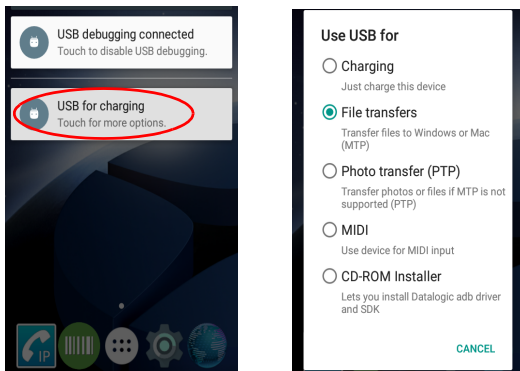 USB debugging connected
Touch to disable USB debugging.
USB for charging
Touch for more options.
IP
Use USB for
Charging
Just charge this device
File transfers
Transfer files to Windows or Mac
(MTP)
Photo transfer (PTP)
Transfer photos or files if MTP is not
supported (PTP)
MIDI
Use device for MIDI input
CD-ROM Installer
Lets you install Datalogic adb driver
and SDK
CANCEL